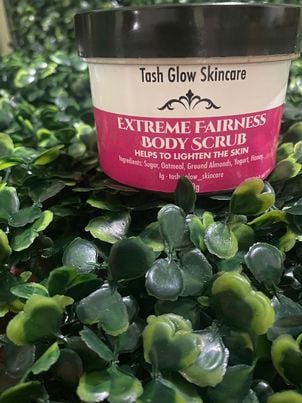 Tash Glow Skincare
EXTREME FAIRNESS
BODY SCRUB
HELPS TO LIGHTEN THE SKIN
Ingredients: Sugar, Oatmeal, Ground Almonds, Yogurt, Honey
Ig - tash_glow_skincare